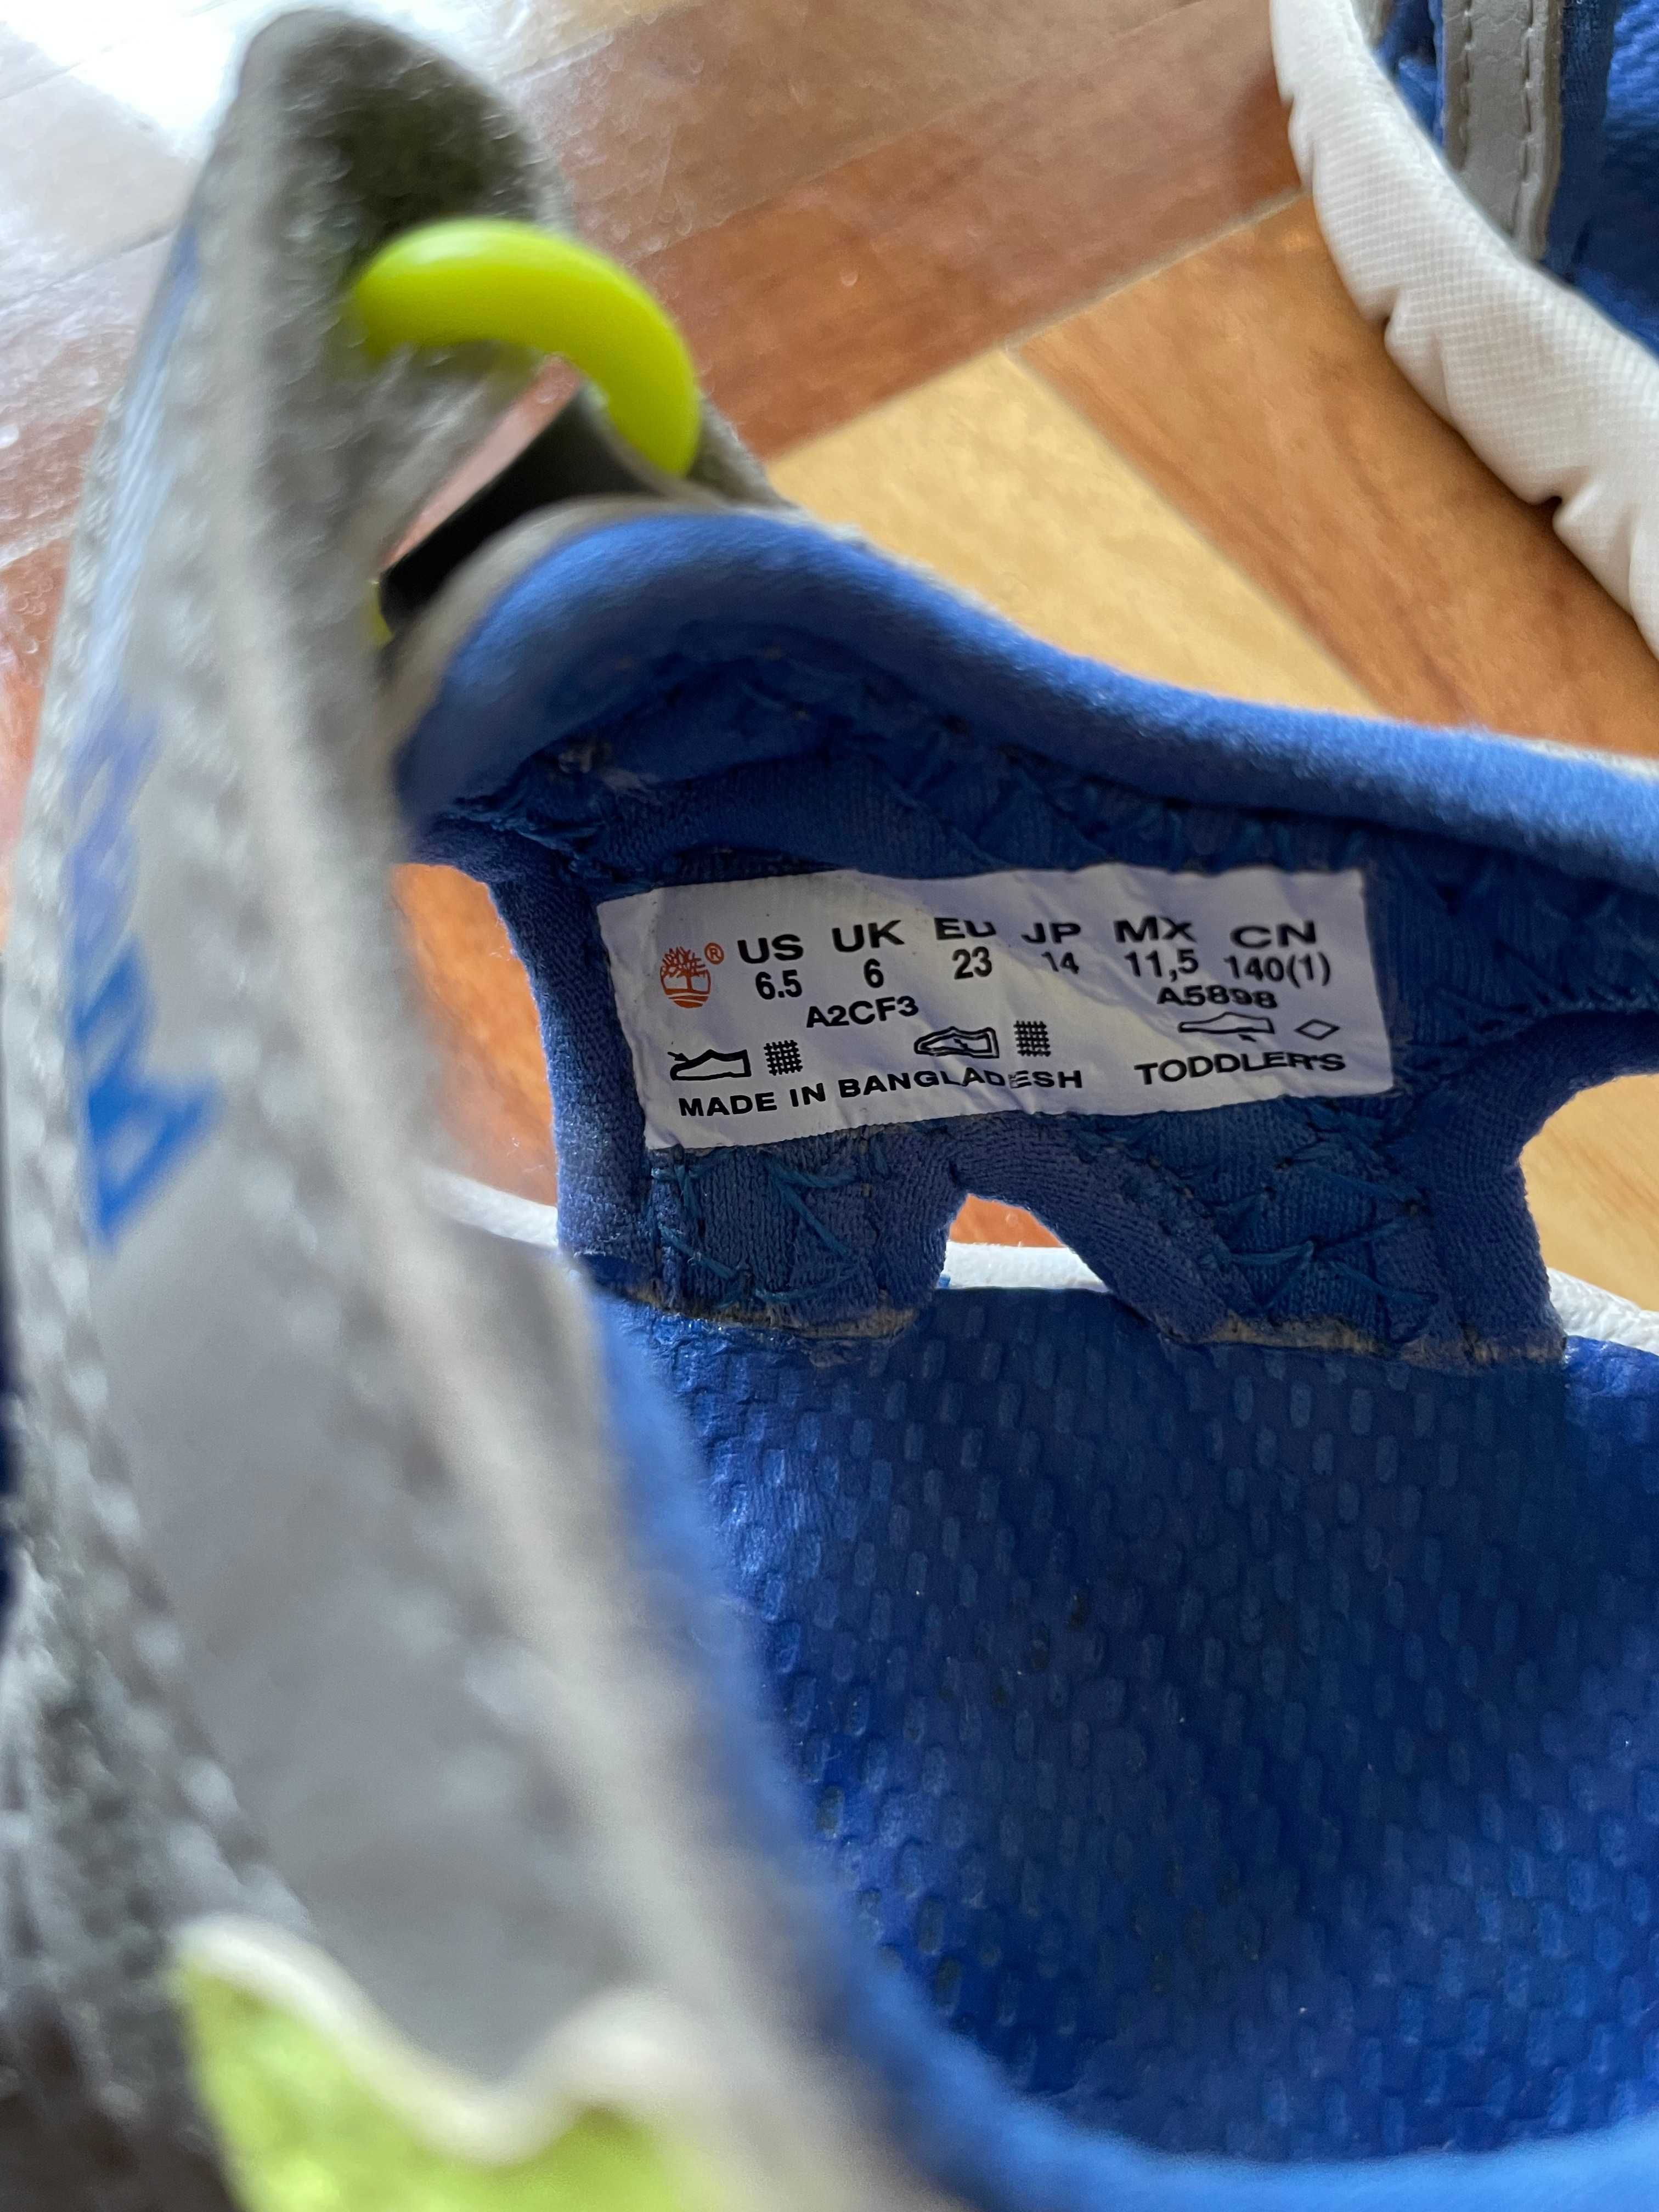 ® US UK EU JP MX CN
6.5 6 23 14 11,5 140(1)
A2CF3 A5898
MADE IN BANGLADESH TODDLER'S